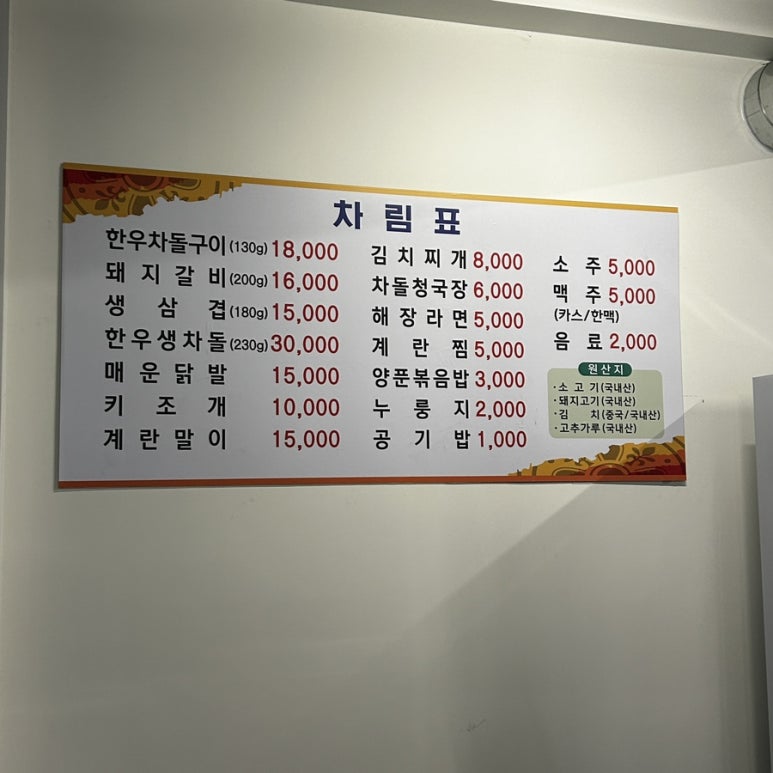 차림표
한우차돌구이(130g) 18,000
돼지갈비(200g) 16,000
생삼겹(180g) 15,000
한우생차돌(230g) 30,000
매운닭발 15,000
키조개 10,000
계란말이 15,000
김치찌개 8,000
차돌청국장 6,000
해장라면 5,000
계란찜 5,000
양푼볶음밥 3,000
누룽지 2,000
공기밥 1,000
소주 5,000
맥주 5,000
(카스/한맥)
음료 2,000
원산지
·소고기(국내산)
·돼지고기(국내산)
·김치(중국/국내산)
·고추가루(국내산)